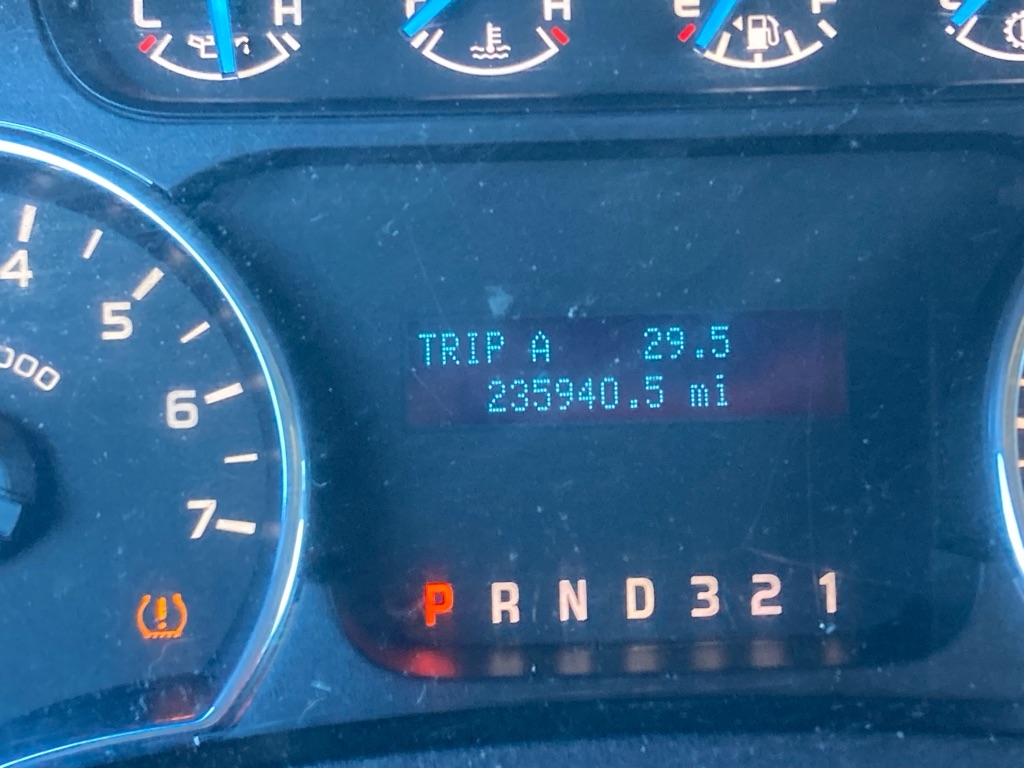 L H
C H
E F
4
5
6
7
000
TRIP A 29.5
235940.5 mi
P R N D 3 2 1